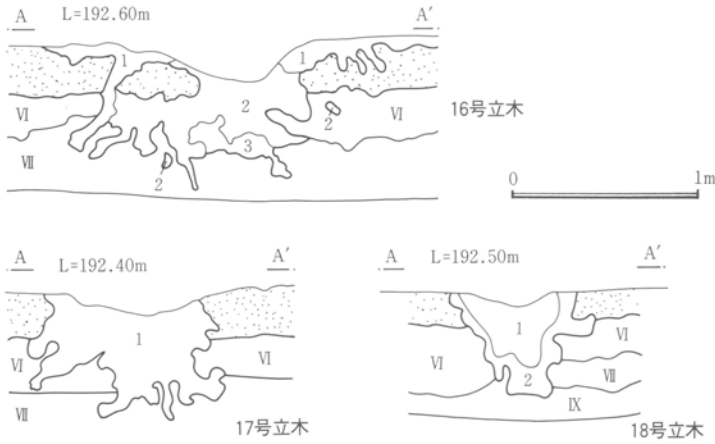 A L=192.60m A′
1 1
2
VI 2 VI
3
VII
2
16号立木
0 1m
A L=192.40m A′
1
VI VI
VII
17号立木
A L=192.50m A′
1
VI
VI 2 VII
IX
18号立木